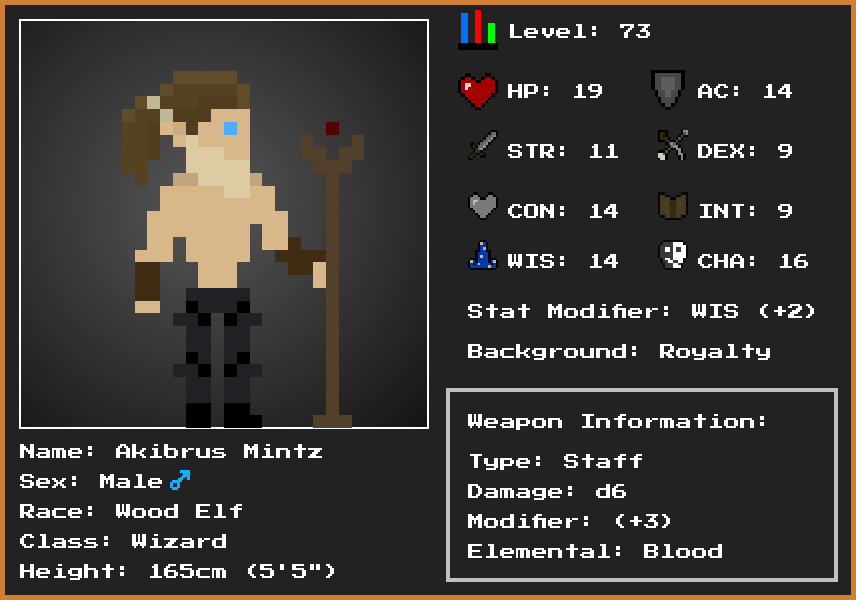 Level: 73
HP: 19
AC: 14
STR: 11
DEX: 9
CON: 14
INT: 9
WIS: 14
CHA: 16
Stat Modifier: WIS (+2)
Background: Royalty
Weapon Information:
Type: Staff
Damage: d6
Modifier: (+3)
Elemental: Blood
Name: Akibrus Mintz
Sex: Male♂
Race: Wood Elf
Class: Wizard
Height: 165cm (5'5")